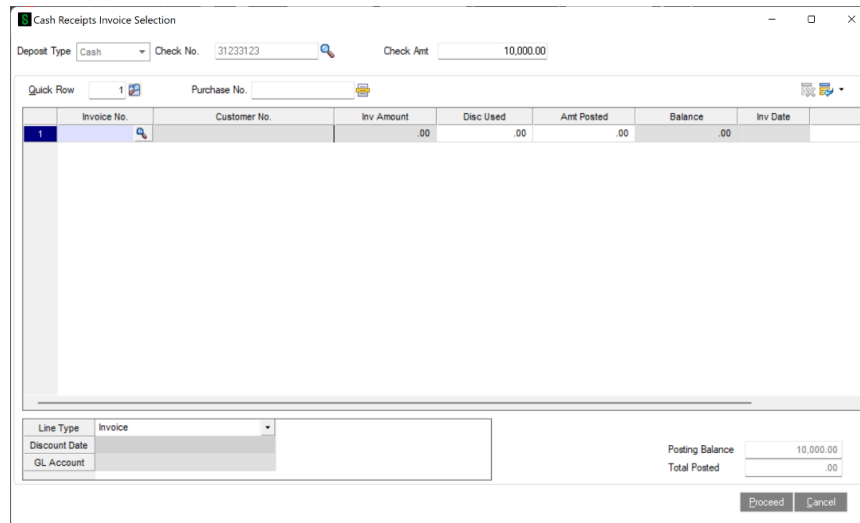 S Cash Receipts Invoice Selection
Deposit Type Cash Check No. 31233123 Check Amt 10,000.00
Quick Row 1 Purchase No.
Invoice No. Customer No. Inv Amount Disc Used Amt Posted Balance Inv Date
1 .00 .00 .00 .00
Line Type Invoice
Discount Date
GL Account
Posting Balance 10,000.00
Total Posted .00
Proceed Cancel